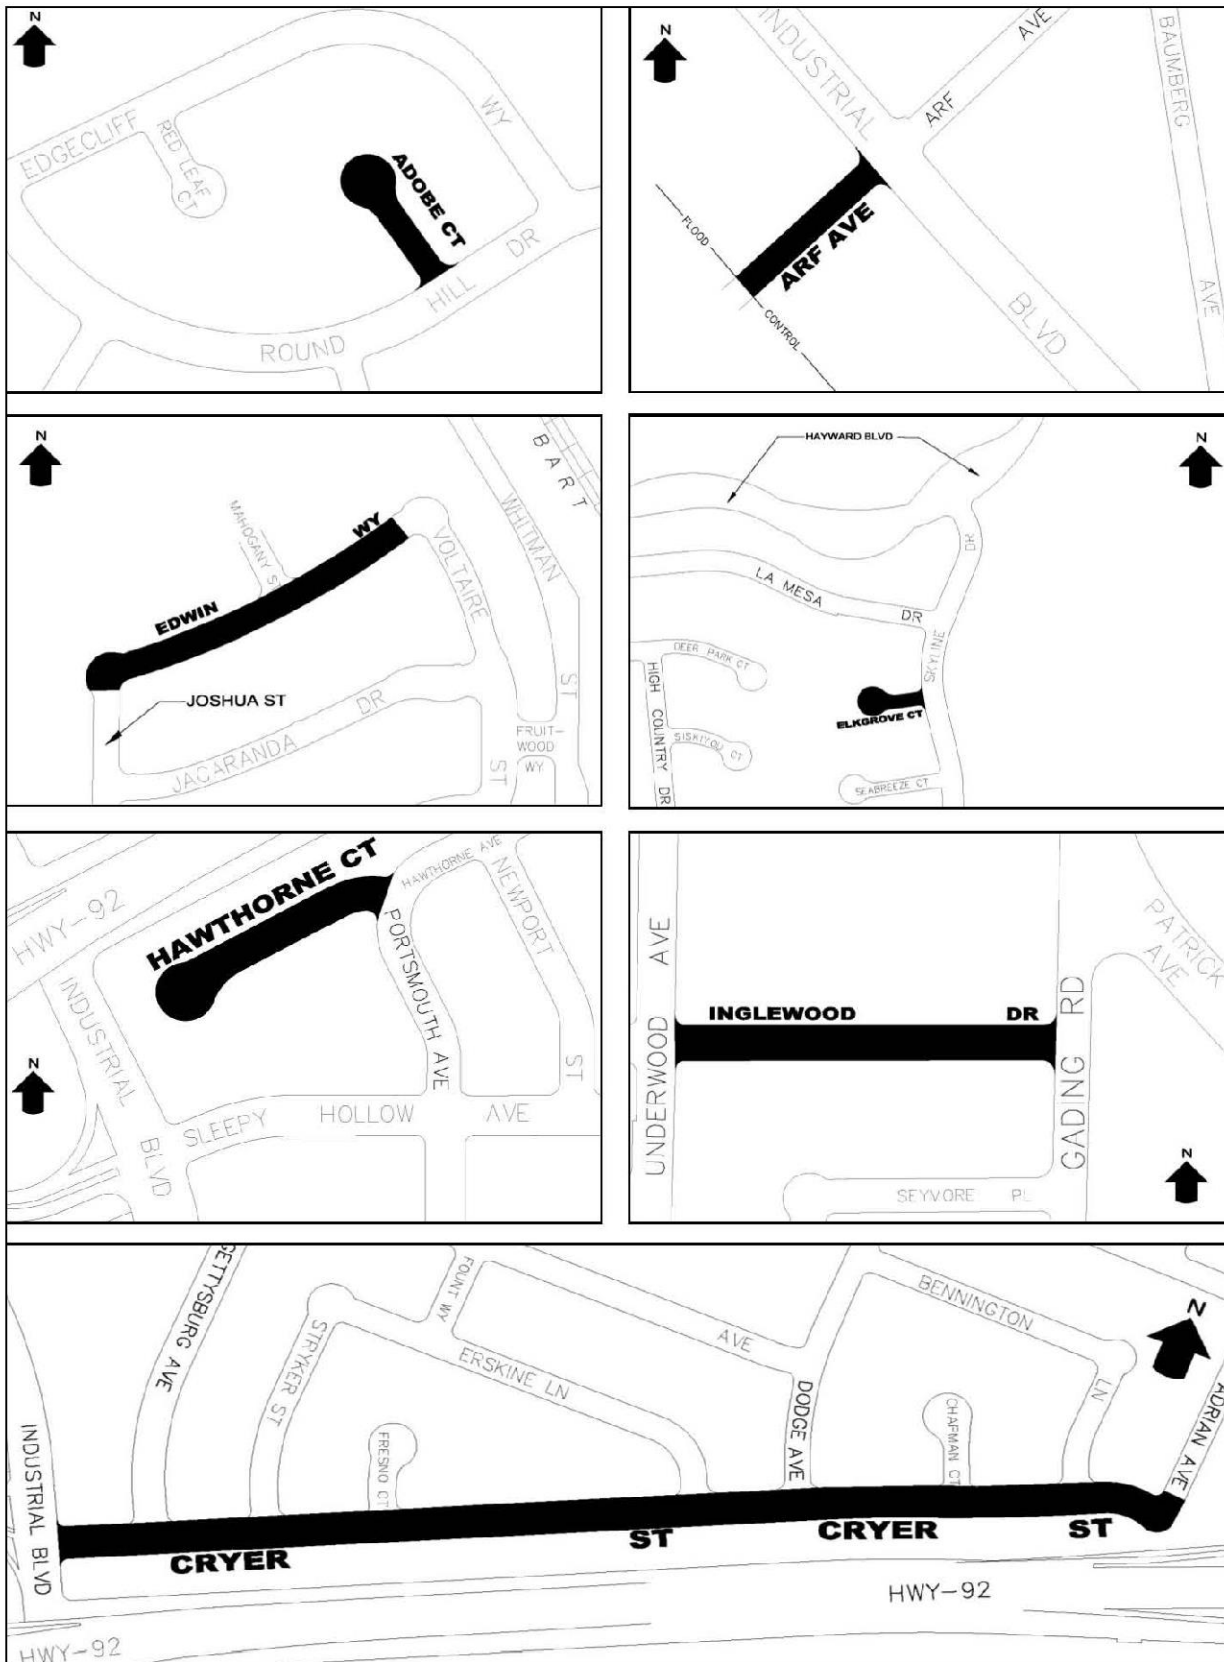 N
EDGECLIFF
WY
RED LEAF
CT
ADOBE CT
ROUND
HILL
DR
N
INDUSTRIAL
BLVD
ARF
AVE
BAUMBERG
AVE
ARF AVE
FLOOD
CONTROL
N
BART
WHITMAN
ST
MAHOGANY
EDWIN
WY
VOLTAIRE
ST
JOSHUA ST
JACARANDA
DR
FRUIT-
WOOD
WY
HAYWARD BLVD
N
DR
LA MESA
DR
SKYLINE
DEER PARK CT
HIGH COUNTRY DR
ELKGROVE CT
SISKIYOU CT
SEABREEZE CT
HWY-92
HAWTHORNE CT
HAWTHORNE AVE
NEWPORT
ST
PORTSMOUTH AVE
INDUSTRIAL
BLVD
N
SLEEPY
HOLLOW
AVE
UNDERWOOD
AVE
INGLEWOOD
DR
GADING RD
PATRICK
AVE
SEYVORE
PL
N
GETTYSBURG AVE
FOUNT WY
STRYKER ST
ERSKINE LN
AVE
BENNINGTON
LN
N
DODGE AVE
ADRIAN AVE
FRESNO CT
CHAPMAN CT
INDUSTRIAL BLVD
CRYER
ST
CRYER
ST
HWY-92
HWY-92